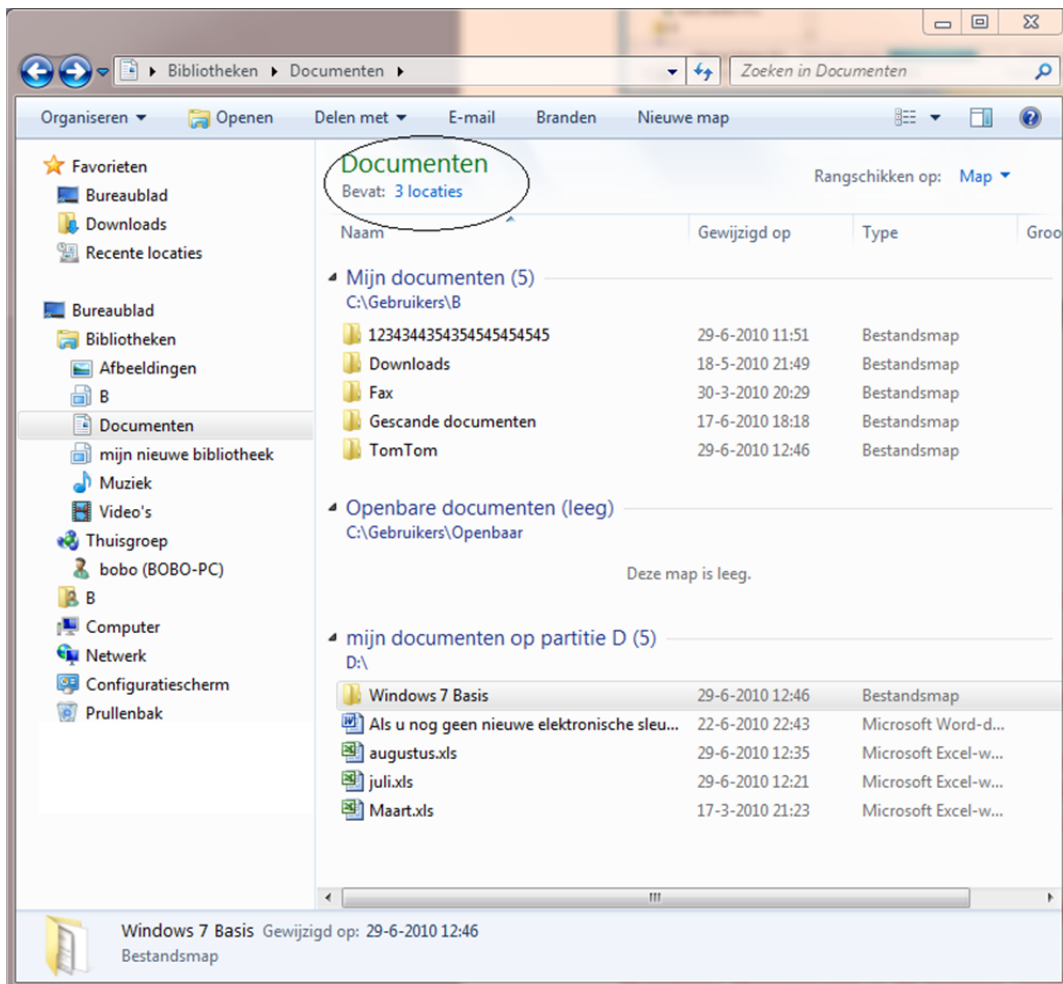 Bibliotheken Documenten
Zoeken in Documenten
Organiseren Openen Delen met E-mail Branden Nieuwe map
Favorieten
Bureaublad
Downloads
Recente locaties
Bureaublad
Bibliotheken
Afbeeldingen
B
Documenten
mijn nieuwe bibliotheek
Muziek
Video's
Thuisgroep
bobo (BOBO-PC)
B
Computer
Netwerk
Configuratiescherm
Prullenbak
Documenten
Bevat: 3 locaties
Rangschikken op: Map
Naam Gewijzigd op Type Groo
Mijn documenten (5)
C:\Gebruikers\B
1234344354354545454545 29-6-2010 11:51 Bestandsmap
Downloads 18-5-2010 21:49 Bestandsmap
Fax 30-3-2010 20:29 Bestandsmap
Gescande documenten 17-6-2010 18:18 Bestandsmap
TomTom 29-6-2010 12:46 Bestandsmap
Openbare documenten (leeg)
C:\Gebruikers\Openbaar
Deze map is leeg.
mijn documenten op partitie D (5)
D:\
Windows 7 Basis 29-6-2010 12:46 Bestandsmap
Als u nog geen nieuwe elektronische sleu... 22-6-2010 22:43 Microsoft Word-d...
augustus.xls 29-6-2010 12:35 Microsoft Excel-w...
juli.xls 29-6-2010 12:21 Microsoft Excel-w...
Maart.xls 17-3-2010 21:23 Microsoft Excel-w...
Windows 7 Basis Gewijzigd op: 29-6-2010 12:46
Bestandsmap